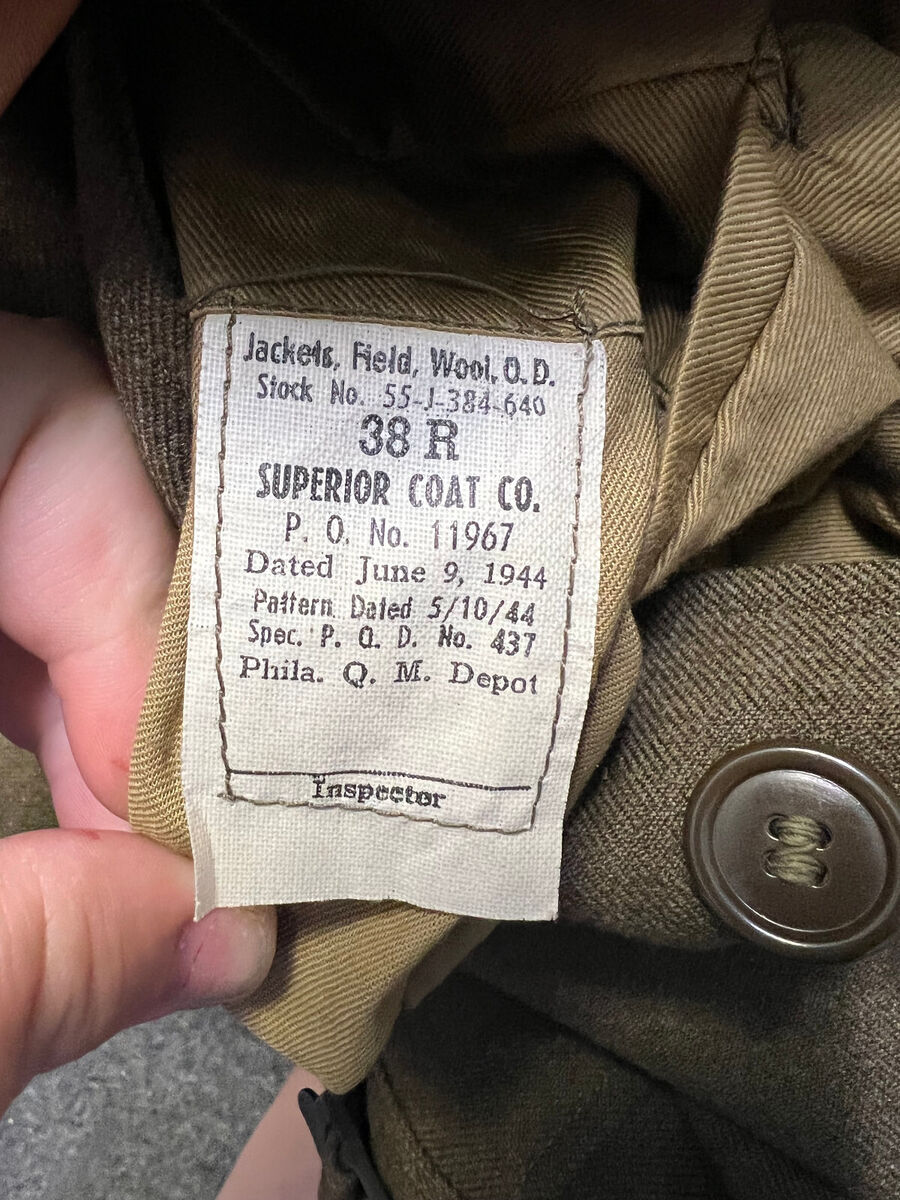 Jackets, Field, Wool, O. D.
Stock No. 55-J-384-640
38 R
SUPERIOR COAT CO.
P. O. No. 11967
Dated June 9, 1944
Pattern Dated 5/10/44
Spec. P. Q. D. No. 437
Phila. Q. M. Depot
Inspector